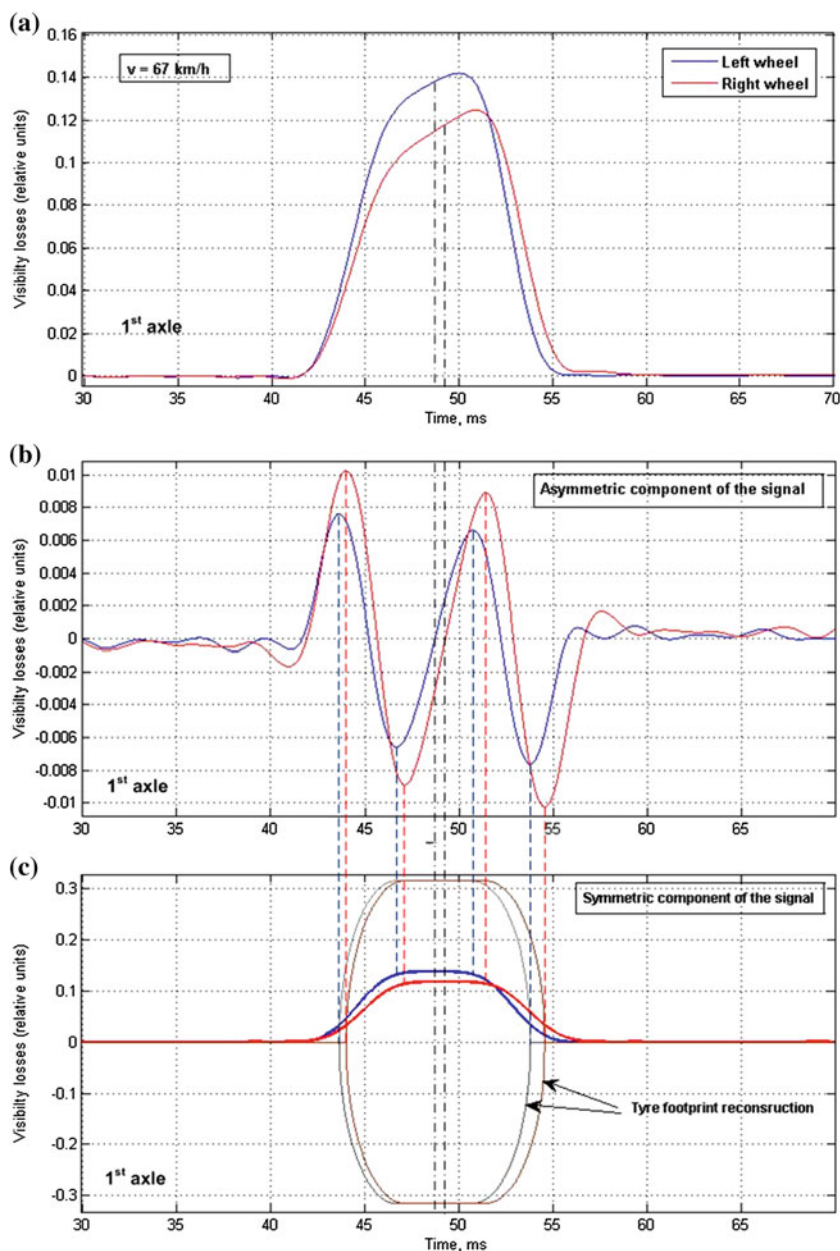 (a)
Visibilty losses (relative units)
0.16
0.14
0.12
0.1
0.08
0.06
0.04
0.02
0
v = 67 km/h
Left wheel
Right wheel
1st axle
30 35 40 45 50 55 60 65 70
Time, ms
(b)
Visibilty losses (relative units)
0.01
0.008
0.006
0.004
0.002
0
-0.002
-0.004
-0.006
-0.008
-0.01
Asymmetric component of the signal
1st axle
30 35 40 45 50 55 60 65
(c)
Visibilty losses (relative units)
0.3
0.2
0.1
0
-0.1
-0.2
-0.3
Symmetric component of the signal
Tyre footprint reconsruction
1st axle
30 35 40 45 50 55 60 65
Time, ms